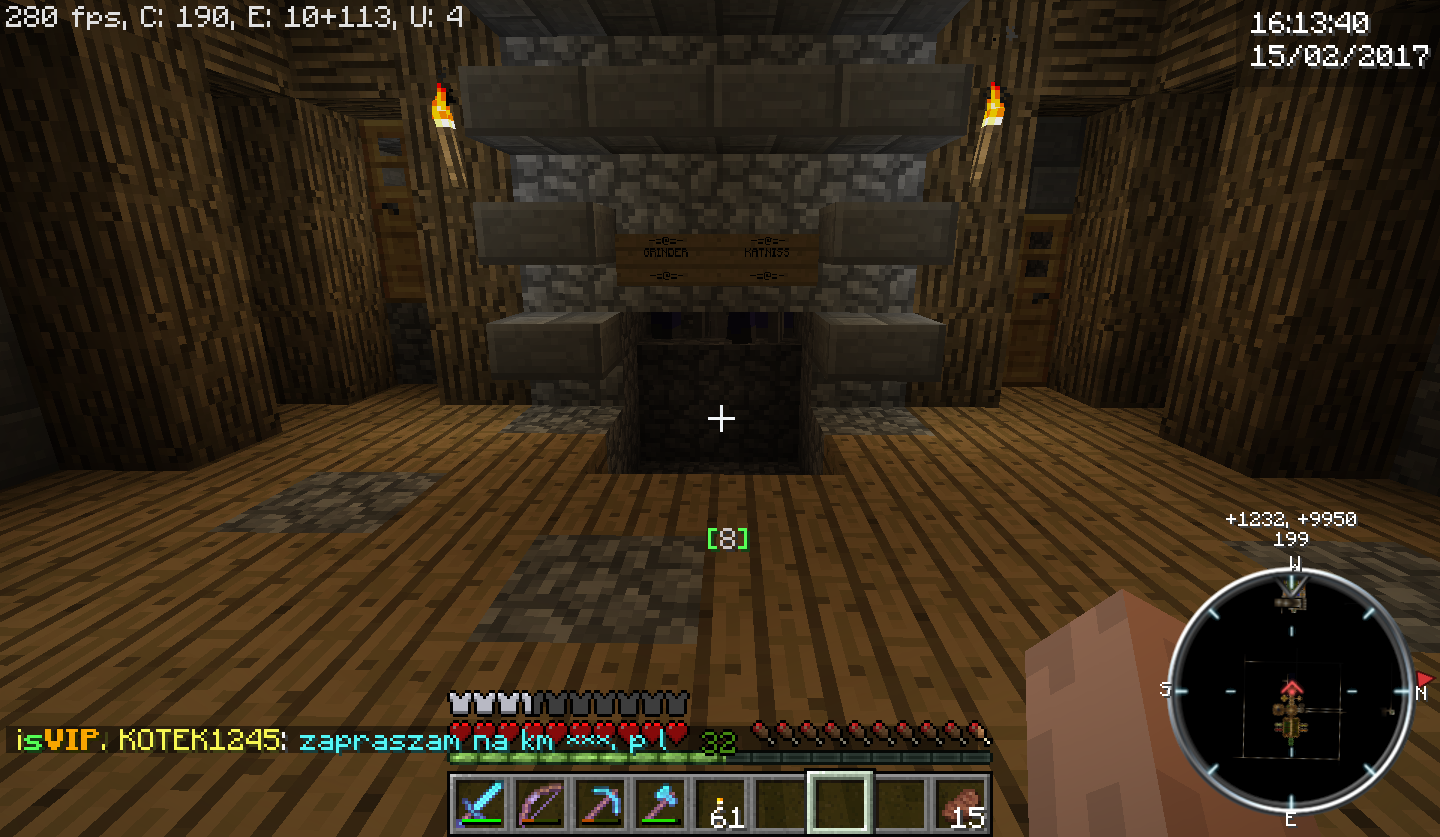 280 fps, C: 190, E: 10+113, U: 4
16:13:40
15/02/2017
-=@=-
GRINDER
-=@=-
-=@=-
KATNISS
-=@=-
[8]
+1232, +9950
199
W
S
N
E
isVIP. KOTEK1245: zapraszam na km ×××. p l
32
61
15